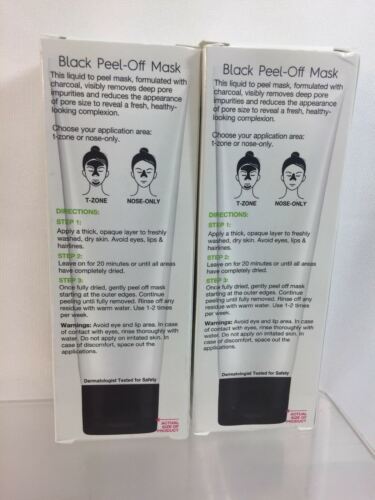 Black Peel-Off Mask
This liquid to peel mask, formulated with
charcoal, visibly removes deep pore
impurities and reduces the appearance
of pore size to reveal a fresh, healthy-
looking complexion.
Choose your application area:
t-zone or nose-only.
T-ZONE
NOSE-ONLY
DIRECTIONS:
STEP 1:
Apply a thick, opaque layer to freshly
washed, dry skin. Avoid eyes, lips &
hairlines.
STEP 2:
Leave on for 20 minutes or until all areas
have completely dried.
STEP 3:
Once fully dried, gently peel off mask
starting at the outer edges. Continue
peeling until fully removed. Rinse off any
residue with warm water. Use 1-2 times
per week.
Warnings: Avoid eye and lip area. In case
of contact with eyes, rinse thoroughly with
water. Do not apply on irritated skin. In
case of discomfort, space out the
applications.
Dermatologist Tested for Safety
ACTUAL
SIZE OF
PRODUCT
Black Peel-Off Mask
This liquid to peel mask, formulated with
charcoal, visibly removes deep pore
impurities and reduces the appearance
of pore size to reveal a fresh, healthy-
looking complexion.
Choose your application area:
t-zone or nose-only.
T-ZONE
NOSE-ONLY
DIRECTIONS:
STEP 1:
Apply a thick, opaque layer to freshly
washed, dry skin. Avoid eyes, lips &
hairlines.
STEP 2:
Leave on for 20 minutes or until all areas
have completely dried.
STEP 3:
Once fully dried, gently peel off mask
starting at the outer edges. Continue
peeling until fully removed. Rinse off any
residue with warm water. Use 1-2 times
per week.
Warnings: Avoid eye and lip area. In case
of contact with eyes, rinse thoroughly with
water. Do not apply on irritated skin. In
case of discomfort, space out the
applications.
Dermatologist Tested for Safety
ACTUAL
SIZE OF
PRODUCT